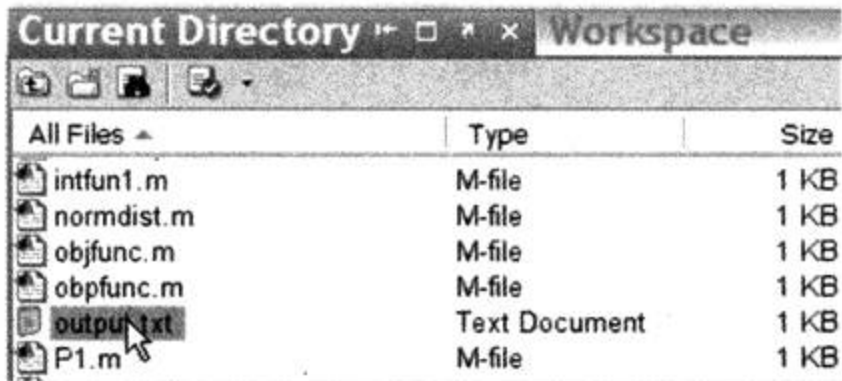 Current Directory Workspace
All Files Type Size
intfun1.m M-file 1 KB
normdist.m M-file 1 KB
objfunc.m M-file 1 KB
obpfunc.m M-file 1 KB
output.txt Text Document 1 KB
P1.m M-file 1 KB